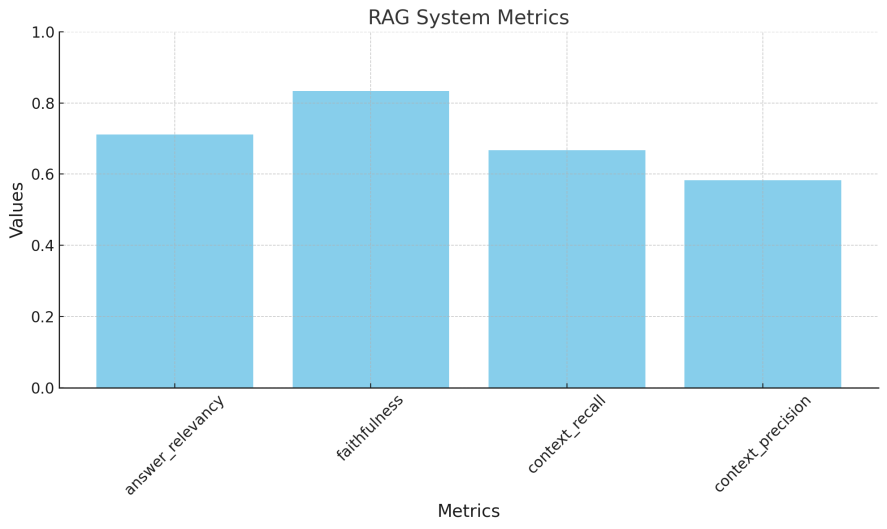 RAG System Metrics
1.0
0.8
0.6
0.4
0.2
0.0
Values
answer_relevancy
faithfulness
context_recall
context_precision
Metrics